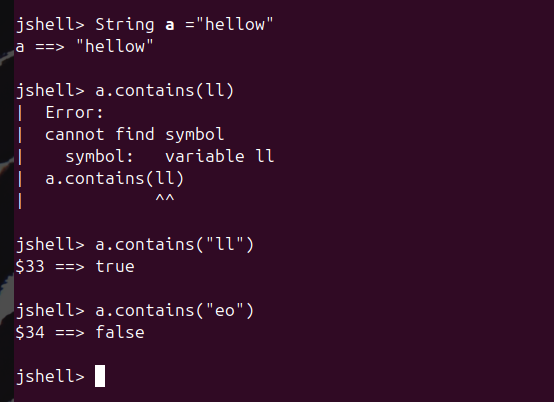 jshell> String a ="hellow"
a ==> "hellow"
jshell> a.contains(ll)
|  Error:
|  cannot find symbol
|    symbol:   variable ll
|  a.contains(ll)
|             ^^
jshell> a.contains("ll")
$33 ==> true
jshell> a.contains("eo")
$34 ==> false
jshell>